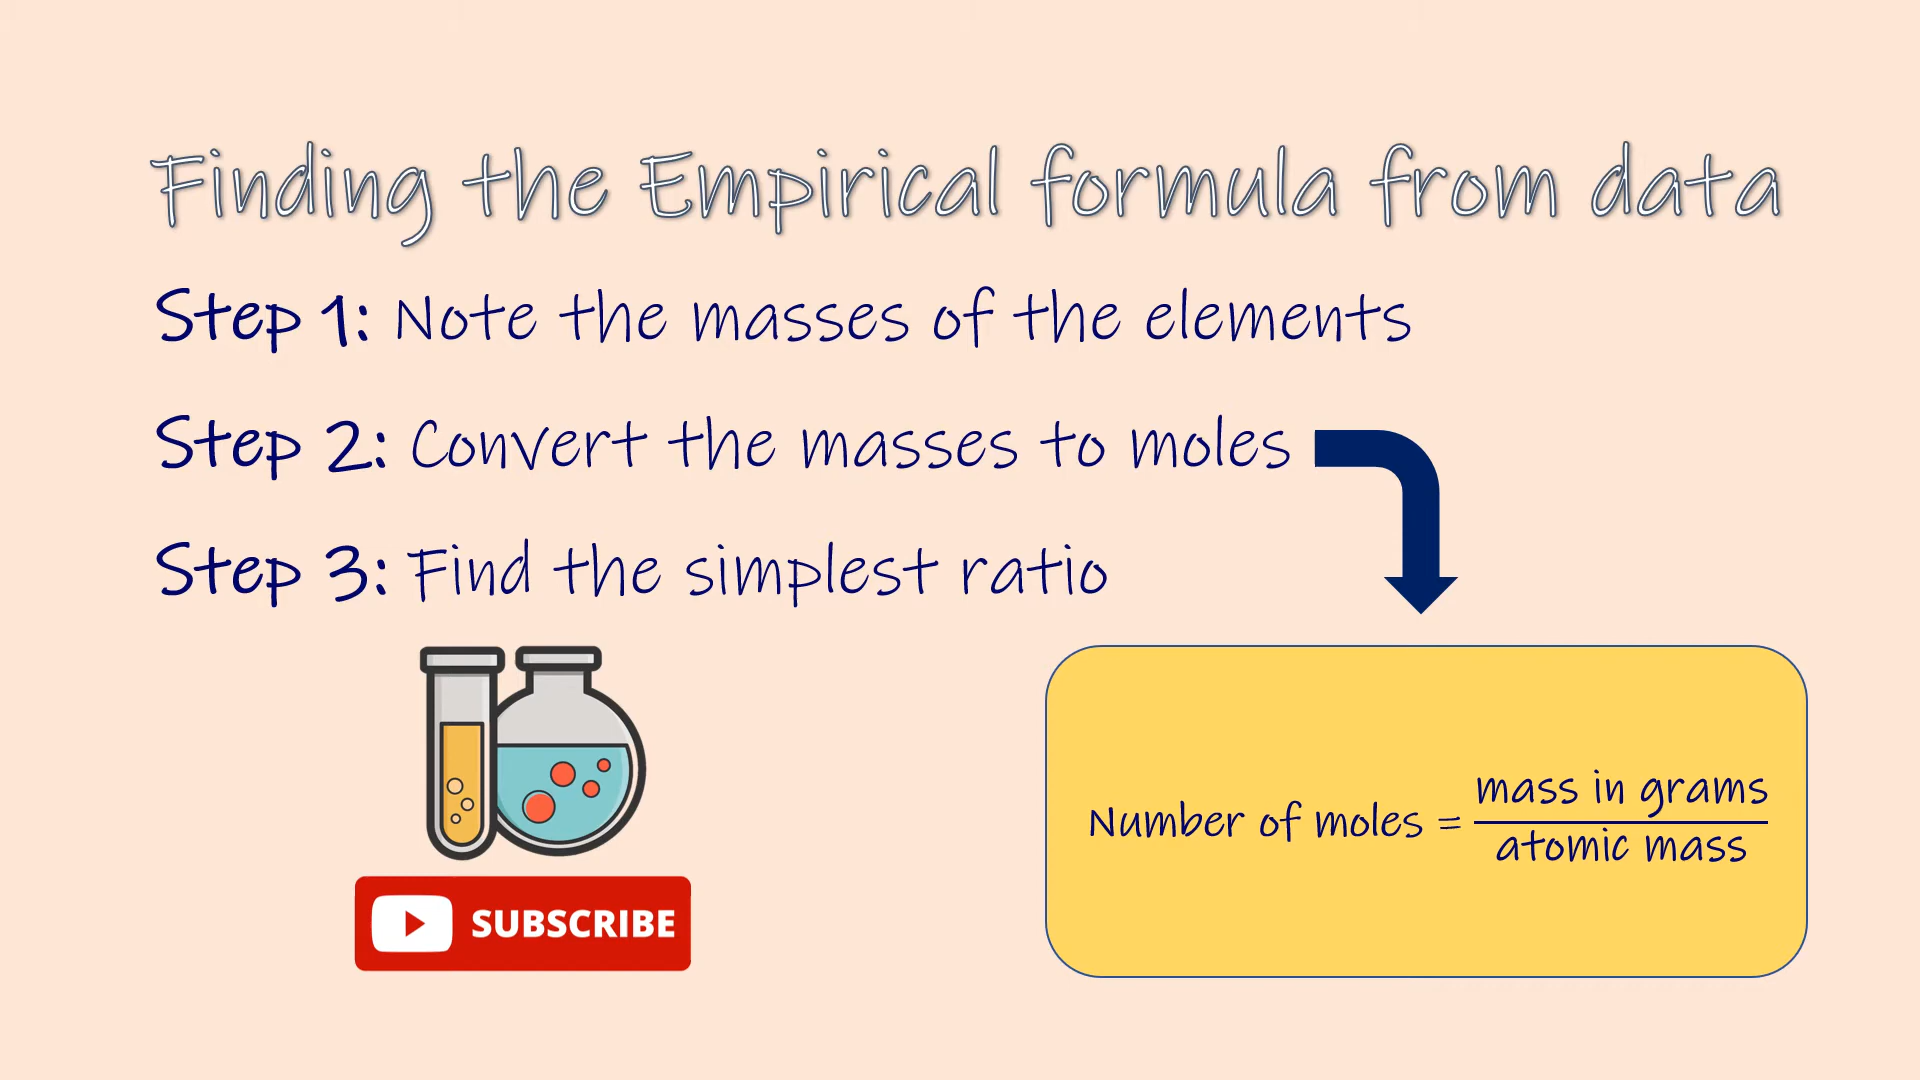 Finding the Empirical formula from data
Step 1: Note the masses of the elements
Step 2: Convert the masses to moles
Step 3: Find the simplest ratio
Number of moles = mass in grams
atomic mass
SUBSCRIBE